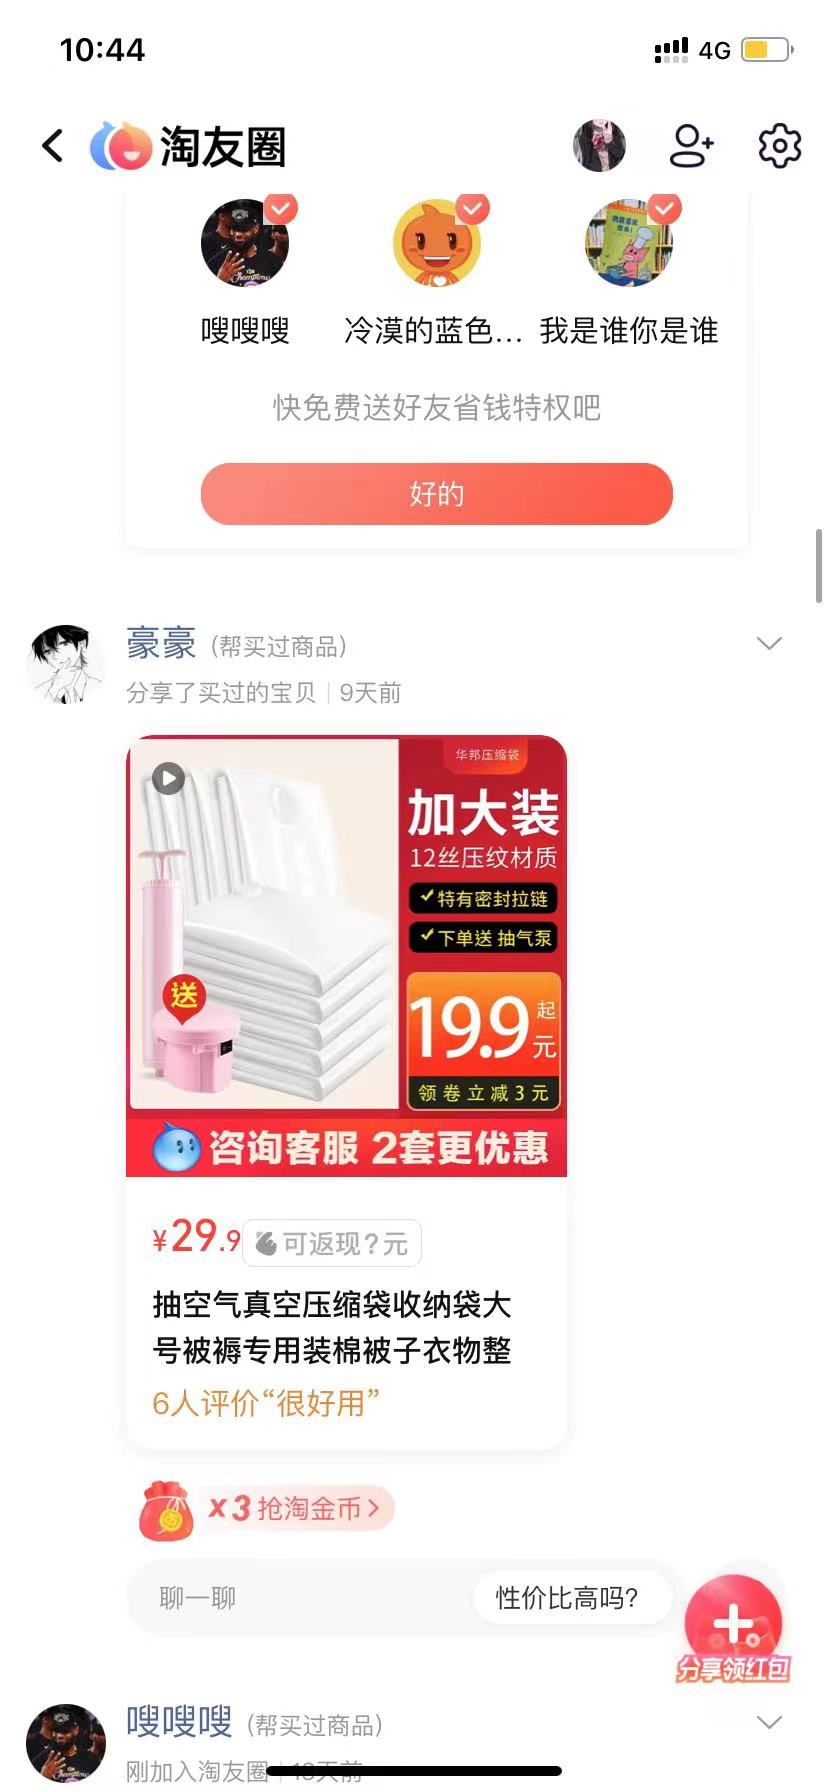 10:44
4G
淘友圈
嗖嗖嗖
冷漠的蓝色...
我是谁你是谁
快免费送好友省钱特权吧
好的
豪豪 (帮买过商品)
分享了买过的宝贝 | 9天前
华邦压缩袋
加大装
12丝压纹材质
特有密封拉链
下单送 抽气泵
送
19.9起
元
领卷立减3元
咨询客服 2套更优惠
¥29.9 可返现?元
抽空气真空压缩袋收纳袋大
号被褥专用装棉被子衣物整
6人评价“很好用”
x3 抢淘金币>
聊一聊
性价比高吗?
分享领红包
嗖嗖嗖 (帮买过商品)
刚加入淘友圈